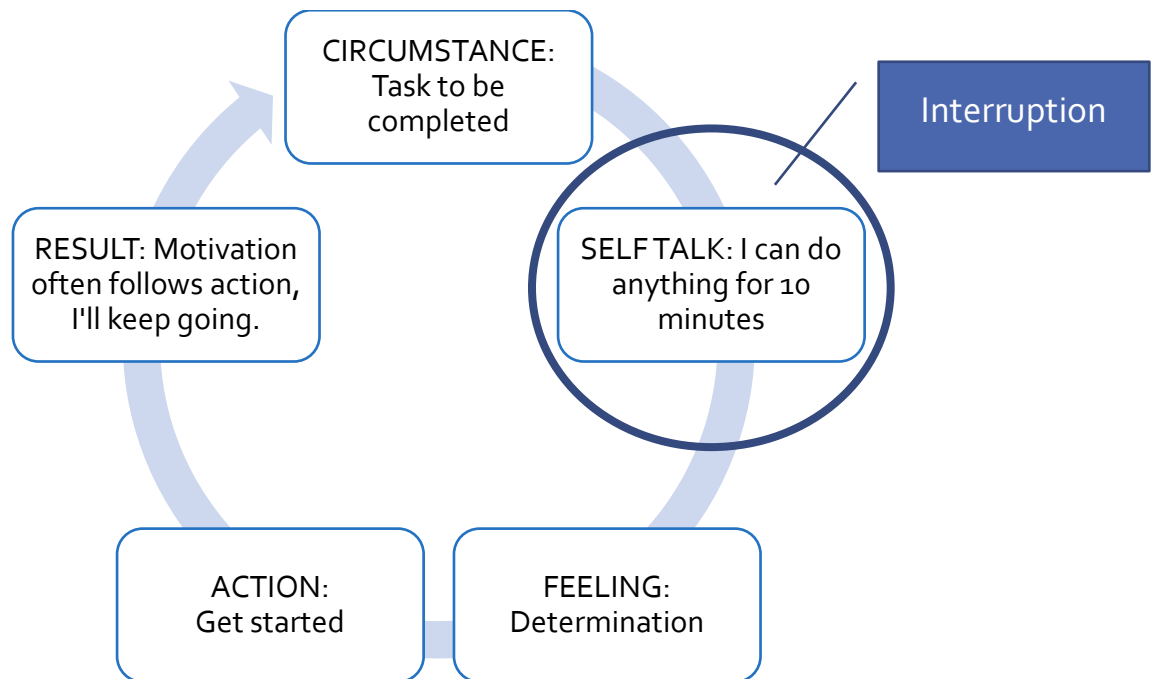 CIRCUMSTANCE:
Task to be
completed
Interruption
SELF TALK: I can do
anything for 10
minutes
FEELING:
Determination
ACTION:
Get started
RESULT: Motivation
often follows action,
I'll keep going.